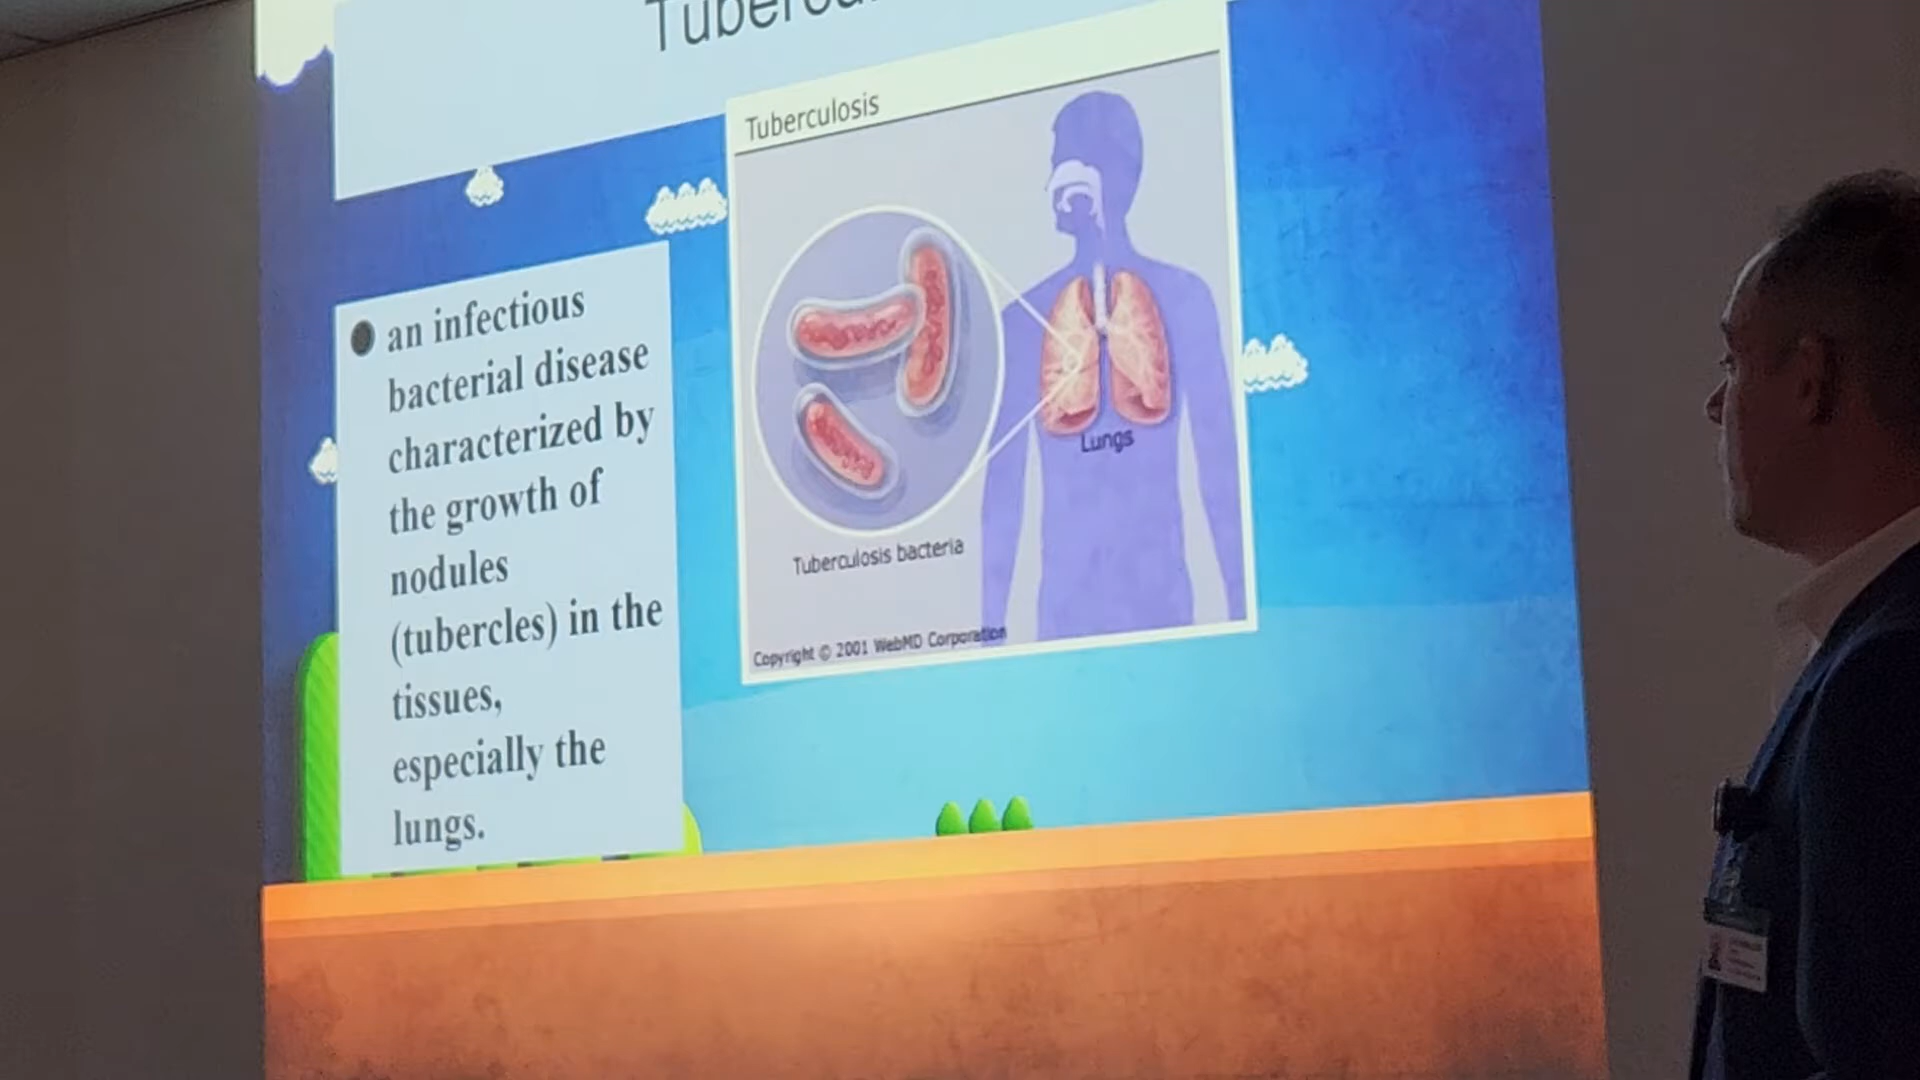 Tubercu
Tuberculosis
● an infectious
bacterial disease
characterized by
the growth of
nodules
(tubercles) in the
tissues,
especially the
lungs.
Lungs
Tuberculosis bacteria
Copyright © 2001 WebMD Corporation